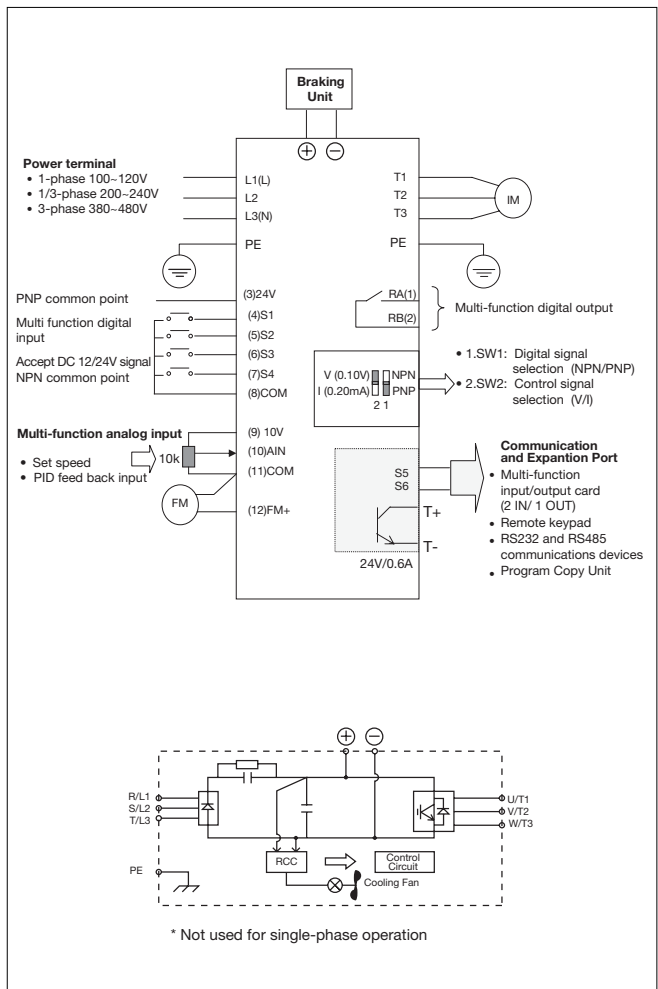 Braking
Unit
+ −
Power terminal
• 1-phase 100~120V
• 1/3-phase 200~240V
• 3-phase 380~480V
L1(L)
L2
L3(N)
PE
T1
T2
T3
IM
PE
PNP common point
Multi function digital
input
Accept DC 12/24V signal
NPN common point
(3)24V
(4)S1
(5)S2
(6)S3
(7)S4
(8)COM
RA(1)
RB(2)
Multi-function digital output
V (0.10V) NPN
I (0.20mA) PNP
2 1
• 1.SW1: Digital signal
selection (NPN/PNP)
• 2.SW2: Control signal
selection (V/I)
Multi-function analog input
• Set speed
• PID feed back input
10k
(9) 10V
(10)AIN
(11)COM
FM
(12)FM+
S5
S6
T+
T-
24V/0.6A
Communication
and Expantion Port
• Multi-function
input/output card
(2 IN/ 1 OUT)
• Remote keypad
• RS232 and RS485
communications devices
• Program Copy Unit
+ −
R/L1
S/L2
T/L3
PE
RCC
Control
Circuit
Cooling Fan
U/T1
V/T2
W/T3
* Not used for single-phase operation